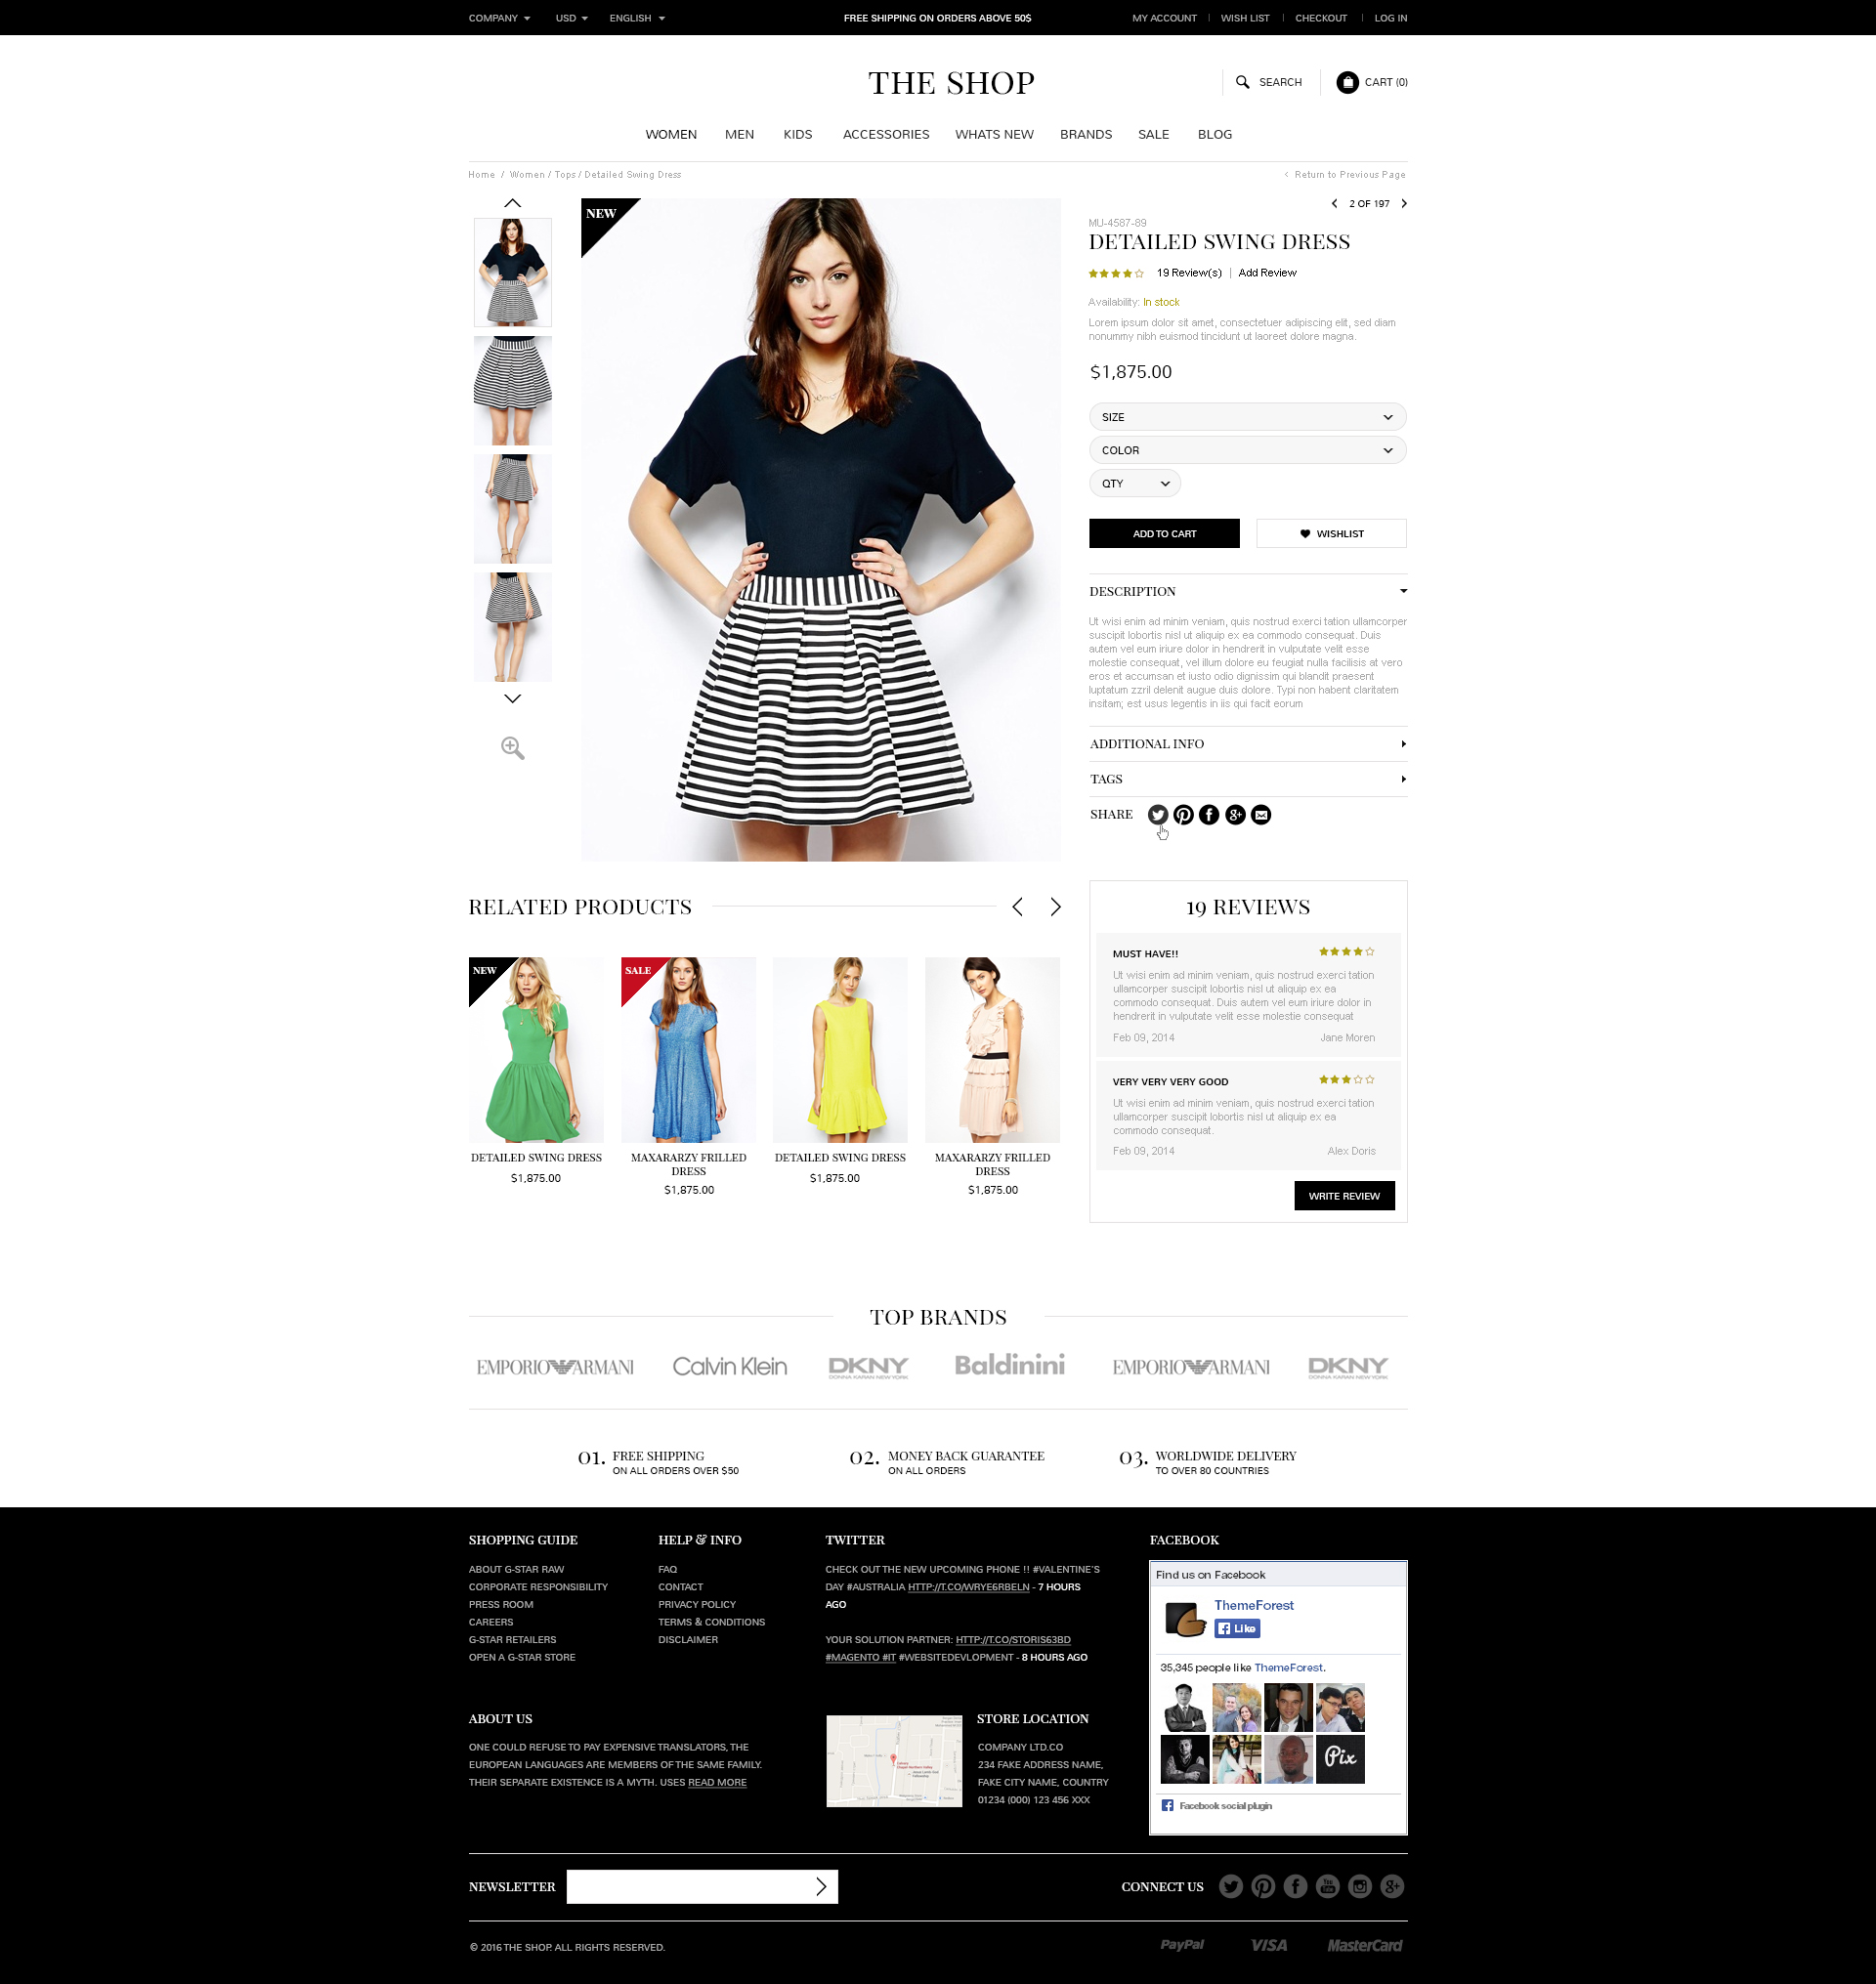 COMPANY USD ENGLISH FREE SHIPPING ON ORDERS ABOVE 50$ MY ACCOUNT WISH LIST CHECKOUT LOG IN
THE SHOP
SEARCH CART (0)
WOMEN MEN KIDS ACCESSORIES WHATS NEW BRANDS SALE BLOG
Home / Women / Tops / Detailed Swing Dress
< Return to Previous Page
NEW
2 OF 197
MU-4587-89
DETAILED SWING DRESS
19 Review(s) | Add Review
Availability: In stock
Lorem ipsum dolor sit amet, consectetuer adipiscing elit, sed diam
nonummy nibh euismod tincidunt ut laoreet dolore magna.
$1,875.00
SIZE
COLOR
QTY
ADD TO CART
WISHLIST
DESCRIPTION
Ut wisi enim ad minim veniam, quis nostrud exerci tation ullamcorper
suscipit lobortis nisl ut aliquip ex ea commodo consequat. Duis
autem vel eum iriure dolor in hendrerit in vulputate velit esse
molestie consequat, vel illum dolore eu feugiat nulla facilisis at vero
eros et accumsan et iusto odio dignissim qui blandit praesent
luptatum zzril delenit augue duis dolore. Typi non habent claritatem
insitam; est usus legentis in iis qui facit eorum
ADDITIONAL INFO
TAGS
SHARE
RELATED PRODUCTS
NEW
SALE
DETAILED SWING DRESS
$1,875.00
MAXARARZY FRILLED
DRESS
$1,875.00
DETAILED SWING DRESS
$1,875.00
MAXARARZY FRILLED
DRESS
$1,875.00
19 REVIEWS
MUST HAVE!!
Ut wisi enim ad minim veniam, quis nostrud exerci tation
ullamcorper suscipit lobortis nisl ut aliquip ex ea
commodo consequat. Duis autem vel eum iriure dolor in
hendrerit in vulputate velit esse molestie consequat
Feb 09, 2014 Jane Moren
VERY VERY VERY GOOD
Ut wisi enim ad minim veniam, quis nostrud exerci tation
ullamcorper suscipit lobortis nisl ut aliquip ex ea
commodo consequat.
Feb 09, 2014 Alex Doris
WRITE REVIEW
TOP BRANDS
EMPORIO ARMANI
Calvin Klein
DKNY
DONNA KARAN NEW YORK
Baldinini
EMPORIO ARMANI
DKNY
DONNA KARAN NEW YORK
01. FREE SHIPPING
ON ALL ORDERS OVER $50
02. MONEY BACK GUARANTEE
ON ALL ORDERS
03. WORLDWIDE DELIVERY
TO OVER 80 COUNTRIES
SHOPPING GUIDE
ABOUT G-STAR RAW
CORPORATE RESPONSIBILITY
PRESS ROOM
CAREERS
G-STAR RETAILERS
OPEN A G-STAR STORE
HELP & INFO
FAQ
CONTACT
PRIVACY POLICY
TERMS & CONDITIONS
DISCLAIMER
TWITTER
CHECK OUT THE NEW UPCOMING PHONE !! #VALENTINE'S
DAY #AUSTRALIA HTTP://T.CO/WRYE6RBELN - 7 HOURS
AGO
YOUR SOLUTION PARTNER: HTTP://T.CO/STORIS63BD
#MAGENTO #IT #WEBSITEDEVLOPMENT - 8 HOURS AGO
FACEBOOK
Find us on Facebook
ThemeForest
Like
35,345 people like ThemeForest.
Pix
Facebook social plugin
ABOUT US
ONE COULD REFUSE TO PAY EXPENSIVE TRANSLATORS, THE
EUROPEAN LANGUAGES ARE MEMBERS OF THE SAME FAMILY.
THEIR SEPARATE EXISTENCE IS A MYTH. USES READ MORE
STORE LOCATION
COMPANY LTD.CO
234 FAKE ADDRESS NAME,
FAKE CITY NAME, COUNTRY
01234 (000) 123 456 XXX
NEWSLETTER
CONNECT US
You Tube
© 2016 THE SHOP. ALL RIGHTS RESERVED.
PayPal VISA MasterCard